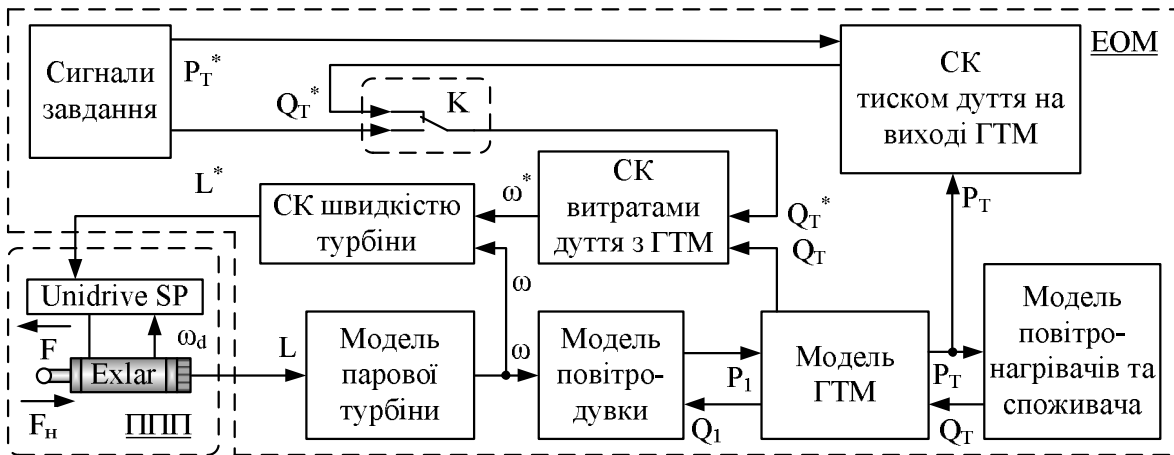 Сигнали
завдання
P_T^*
Q_T^*
К
СК
тиском дуття на
виході ГТМ
ЕОМ
L^*
СК швидкістю
турбіни
ω^*
СК
витратами
дуття з ГТМ
Q_T^*
Q_T
P_T
Unidrive SP
F
ω_d
Exlar
F_н
ППП
L
Модель
парової
турбіни
ω
ω
Модель
повітро-
дувки
P_1
Q_1
Модель
ГТМ
P_T
Q_T
Модель
повітро-
нагрівачів та
споживача